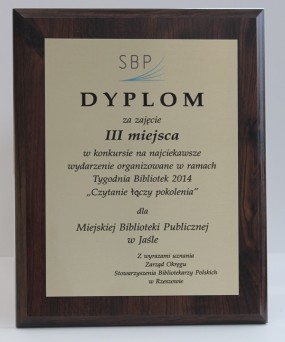 SBP
DYPLOM
za zajęcie
III miejsca
w konkursie na najciekawsze
wydarzenie organizowane w ramach
Tygodnia Bibliotek 2014
„Czytanie łączy pokolenia”
dla
Miejskiej Biblioteki Publicznej
w Jaśle
Z wyrazami uznania
Zarząd Okręgu
Stowarzyszenia Bibliotekarzy Polskich
w Rzeszowie